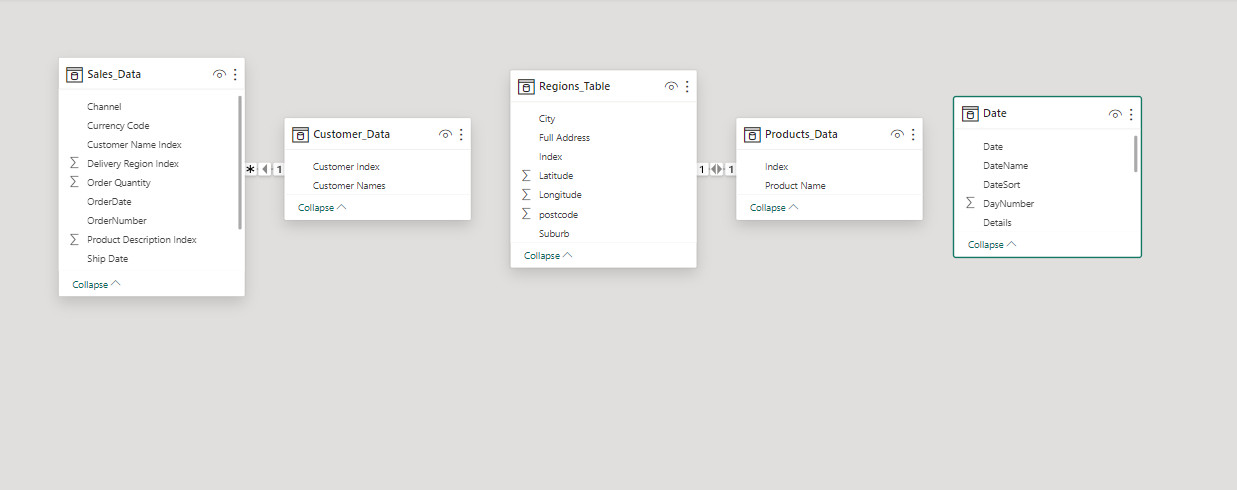 Sales_Data
Channel
Currency Code
Customer Name Index
Delivery Region Index
Order Quantity
OrderDate
OrderNumber
Product Description Index
Ship Date
Collapse
* 1
Customer_Data
Customer Index
Customer Names
Collapse
Regions_Table
City
Full Address
Index
Latitude
Longitude
postcode
Suburb
Collapse
1 1
Products_Data
Index
Product Name
Collapse
Date
Date
DateName
DateSort
DayNumber
Details
Collapse